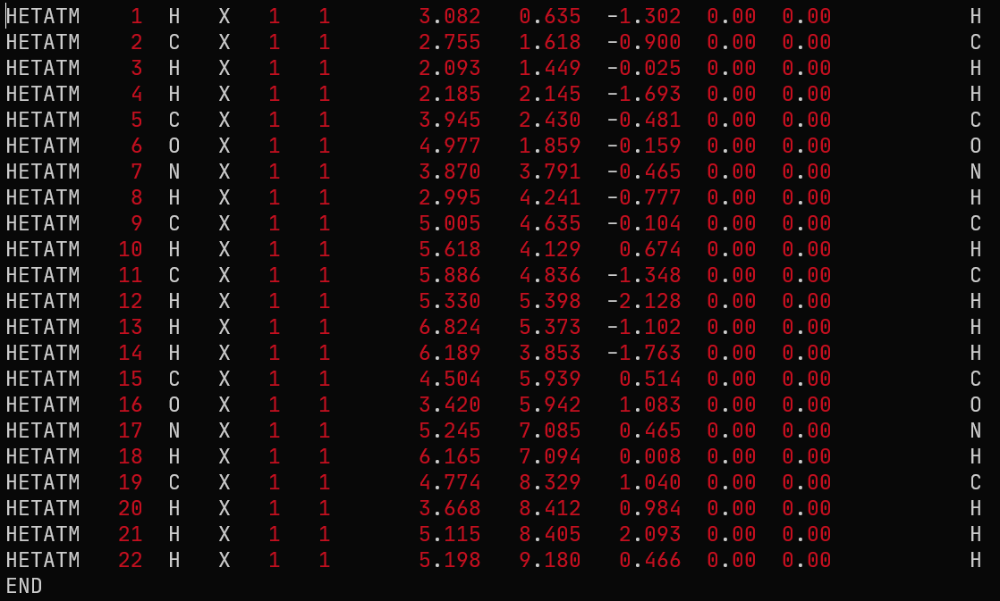 HETATM   1  H   X   1   1       3.082   0.635  -1.302  0.00  0.00           H
HETATM   2  C   X   1   1       2.755   1.618  -0.900  0.00  0.00           C
HETATM   3  H   X   1   1       2.093   1.449  -0.025  0.00  0.00           H
HETATM   4  H   X   1   1       2.185   2.145  -1.693  0.00  0.00           H
HETATM   5  C   X   1   1       3.945   2.430  -0.481  0.00  0.00           C
HETATM   6  O   X   1   1       4.977   1.859  -0.159  0.00  0.00           O
HETATM   7  N   X   1   1       3.870   3.791  -0.465  0.00  0.00           N
HETATM   8  H   X   1   1       2.995   4.241  -0.777  0.00  0.00           H
HETATM   9  C   X   1   1       5.005   4.635  -0.104  0.00  0.00           C
HETATM   10  H   X   1   1       5.618   4.129   0.674  0.00  0.00           H
HETATM   11  C   X   1   1       5.886   4.836  -1.348  0.00  0.00           C
HETATM   12  H   X   1   1       5.330   5.398  -2.128  0.00  0.00           H
HETATM   13  H   X   1   1       6.824   5.373  -1.102  0.00  0.00           H
HETATM   14  H   X   1   1       6.189   3.853  -1.763  0.00  0.00           H
HETATM   15  C   X   1   1       4.504   5.939   0.514  0.00  0.00           C
HETATM   16  O   X   1   1       3.420   5.942   1.083  0.00  0.00           O
HETATM   17  N   X   1   1       5.245   7.085   0.465  0.00  0.00           N
HETATM   18  H   X   1   1       6.165   7.094   0.008  0.00  0.00           H
HETATM   19  C   X   1   1       4.774   8.329   1.040  0.00  0.00           C
HETATM   20  H   X   1   1       3.668   8.412   0.984  0.00  0.00           H
HETATM   21  H   X   1   1       5.115   8.405   2.093  0.00  0.00           H
HETATM   22  H   X   1   1       5.198   9.180   0.466  0.00  0.00           H
END